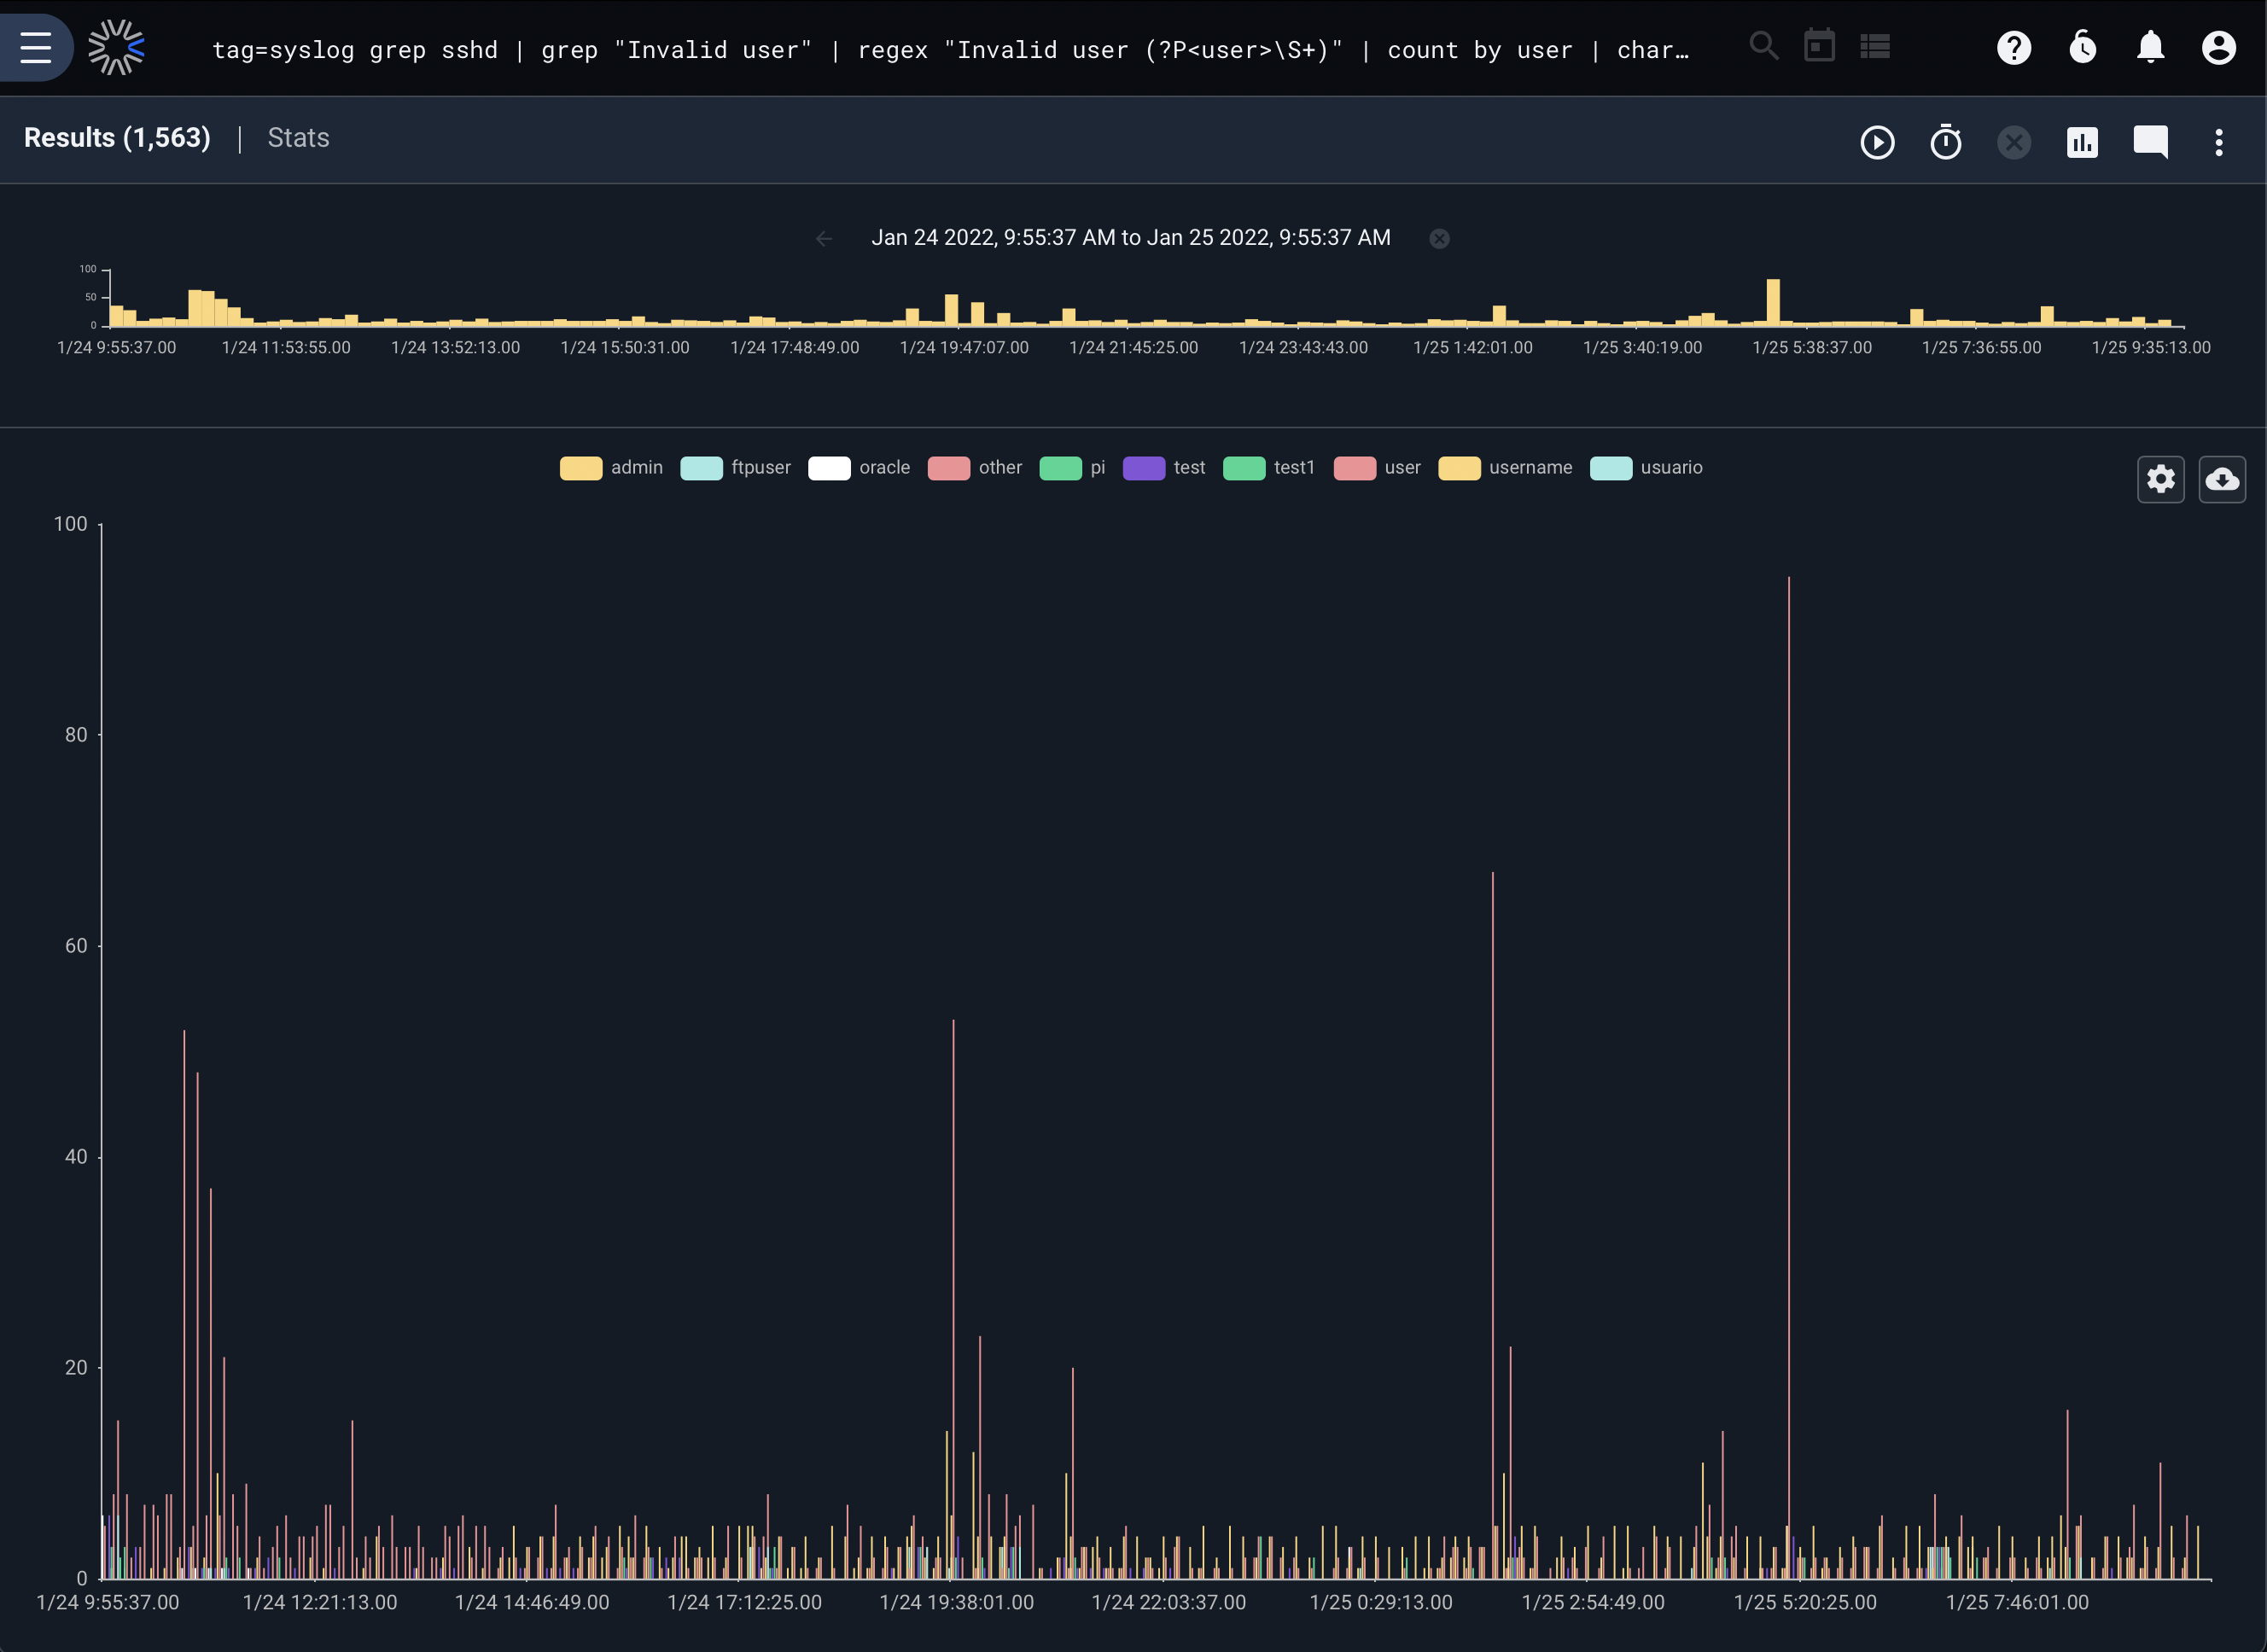 tag=syslog grep sshd | grep "Invalid user" | regex "Invalid user (?P<user>\S+)" | count by user | char…
Results (1,563) | Stats
Jan 24 2022, 9:55:37 AM to Jan 25 2022, 9:55:37 AM
100
50
0
1/24 9:55:37.00 1/24 11:53:55.00 1/24 13:52:13.00 1/24 15:50:31.00 1/24 17:48:49.00 1/24 19:47:07.00 1/24 21:45:25.00 1/24 23:43:43.00 1/25 1:42:01.00 1/25 3:40:19.00 1/25 5:38:37.00 1/25 7:36:55.00 1/25 9:35:13.00
admin ftpuser oracle other pi test test1 user username usuario
100
80
60
40
20
0
1/24 9:55:37.00 1/24 12:21:13.00 1/24 14:46:49.00 1/24 17:12:25.00 1/24 19:38:01.00 1/24 22:03:37.00 1/25 0:29:13.00 1/25 2:54:49.00 1/25 5:20:25.00 1/25 7:46:01.00